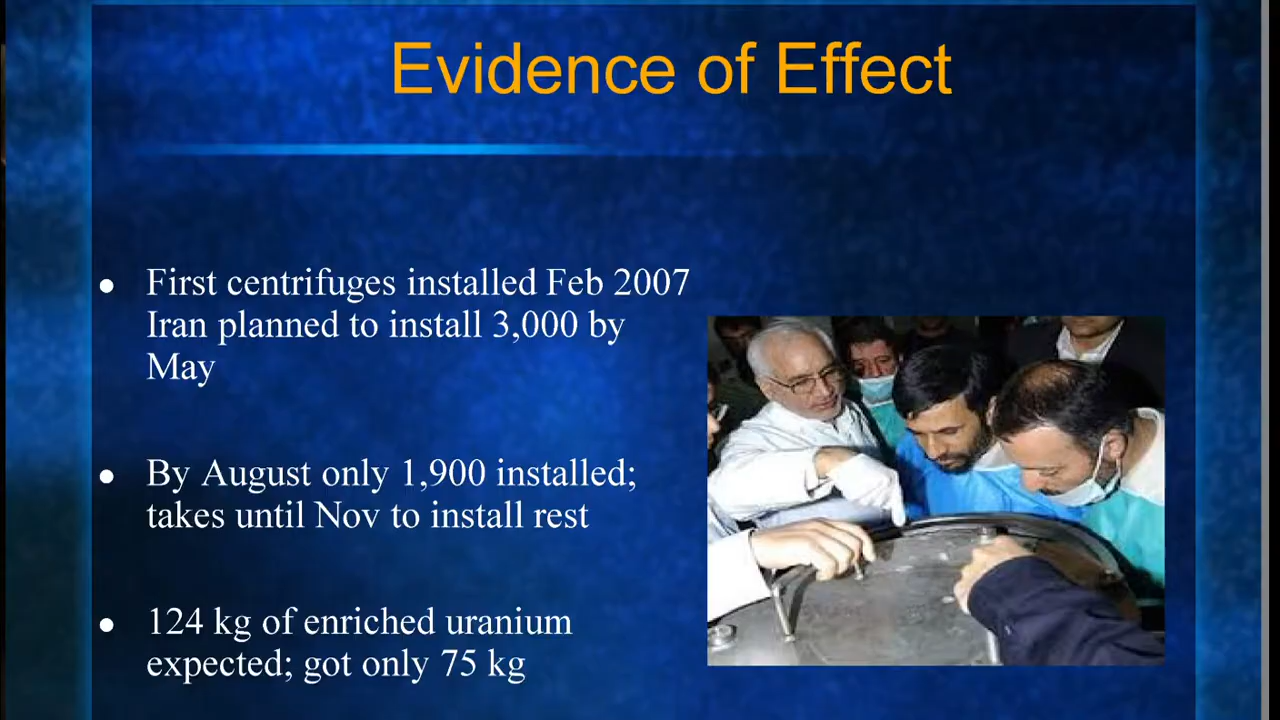 Evidence of Effect
● First centrifuges installed Feb 2007
Iran planned to install 3,000 by
May
● By August only 1,900 installed;
takes until Nov to install rest
● 124 kg of enriched uranium
expected; got only 75 kg